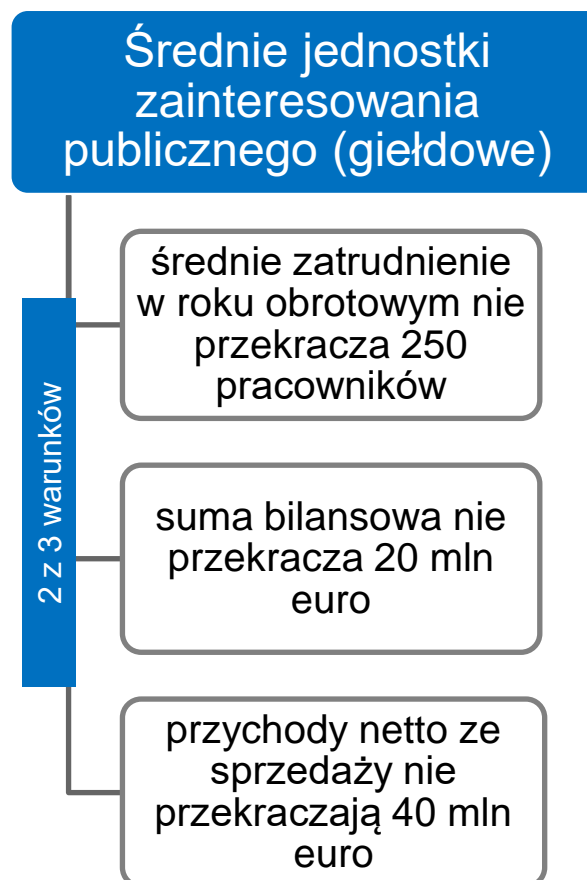 Średnie jednostki
zainteresowania
publicznego (giełdowe)
2 z 3 warunków
średnie zatrudnienie
w roku obrotowym nie
przekracza 250
pracowników
suma bilansowa nie
przekracza 20 mln
euro
przychody netto ze
sprzedaży nie
przekraczają 40 mln
euro